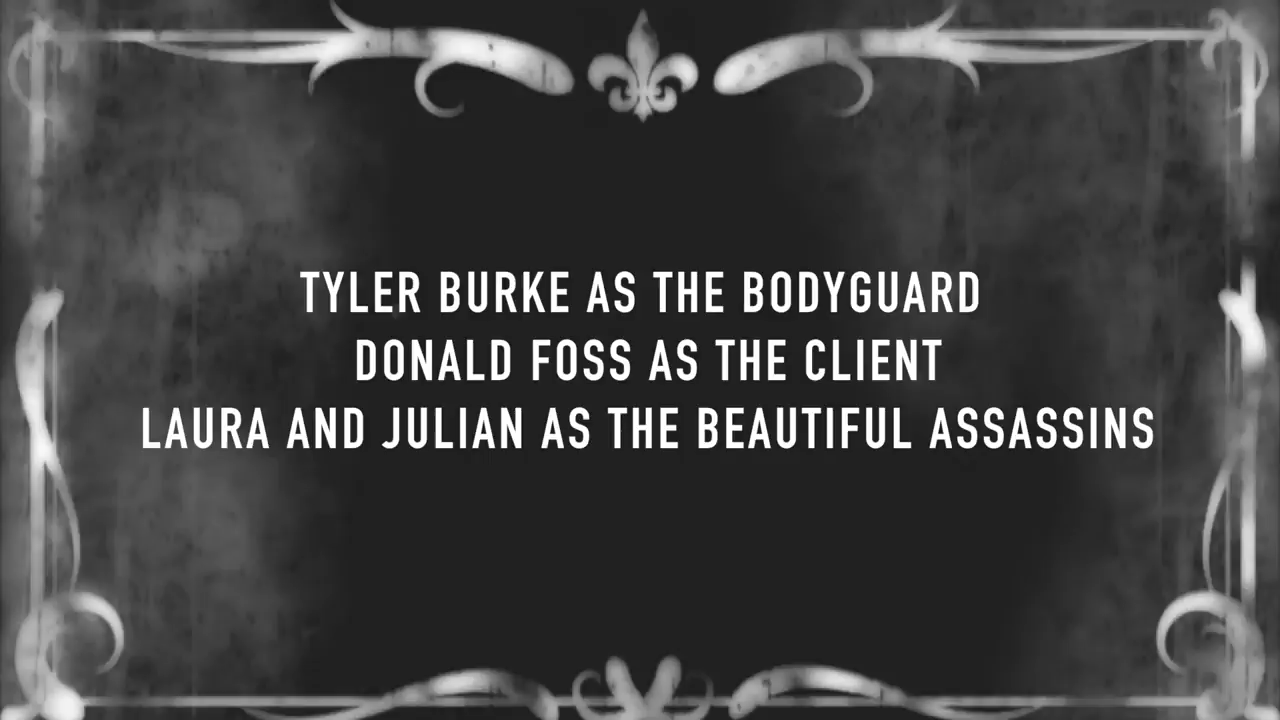 TYLER BURKE AS THE BODYGUARD
DONALD FOSS AS THE CLIENT
LAURA AND JULIAN AS THE BEAUTIFUL ASSASSINS